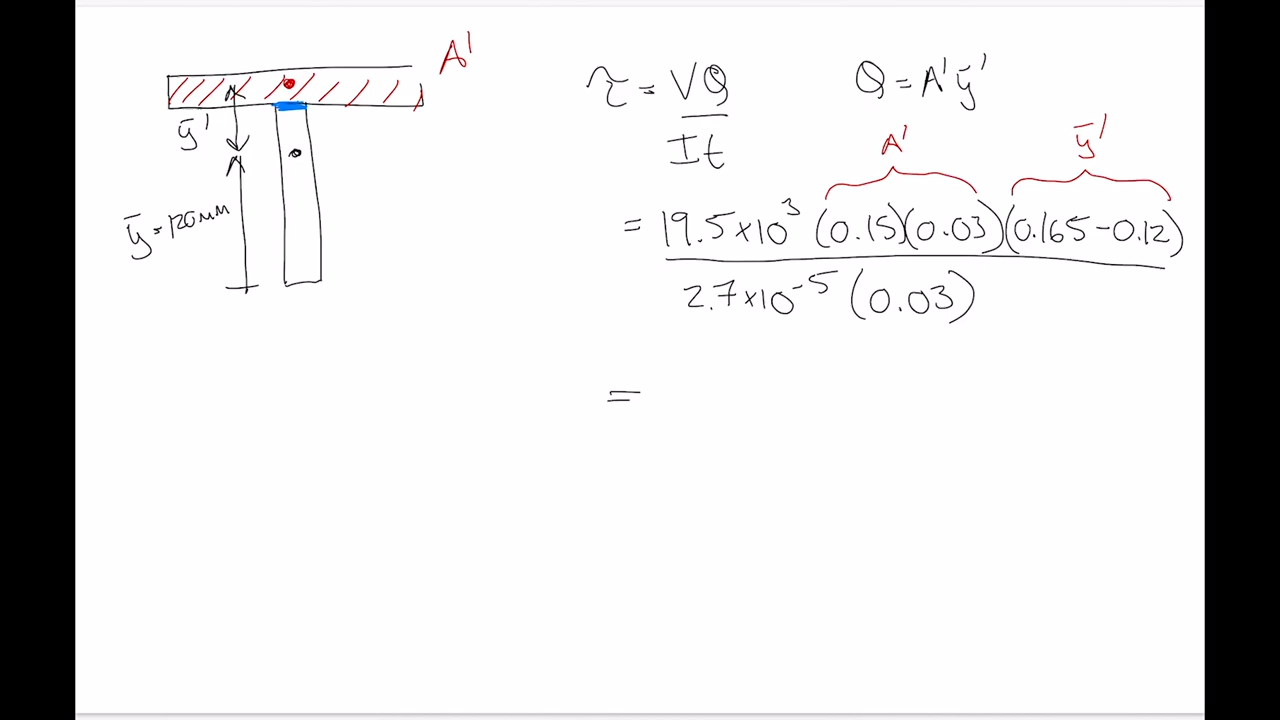 A'
ȳ'
ȳ = 120mm
τ = VQ
It
Q = A'ȳ'
A'
ȳ'
= 19.5×10³ (0.15)(0.03)(0.165-0.12)
2.7×10⁻⁵ (0.03)
=